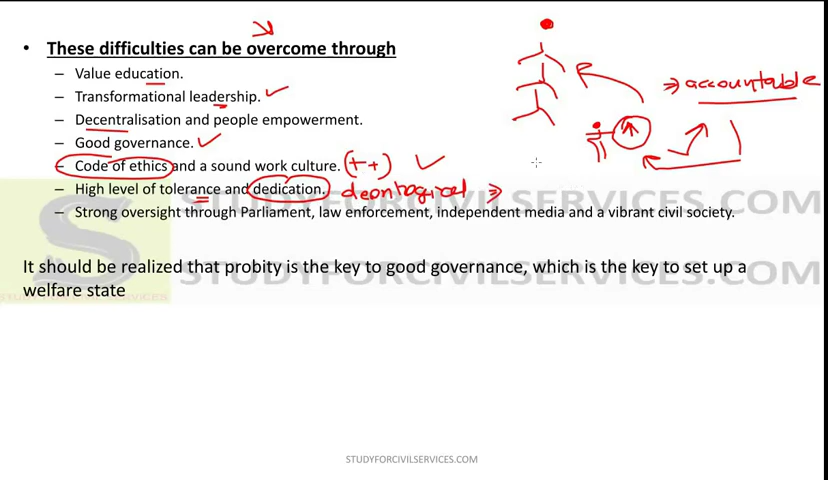 • These difficulties can be overcome through
– Value education.
– Transformational leadership.
⇒ accountable
– Decentralisation and people empowerment.
– Good governance.
– Code of ethics and a sound work culture. (++)
– High level of tolerance and dedication. deontogical ⇒
STUDYFORCIVILSERVICES.COM
– Strong oversight through Parliament, law enforcement, independent media and a vibrant civil society.
It should be realized that probity is the key to good governance, which is the key to set up a
STUDYFORCIVILSERVICES.COM
welfare state
STUDYFORCIVILSERVICES.COM